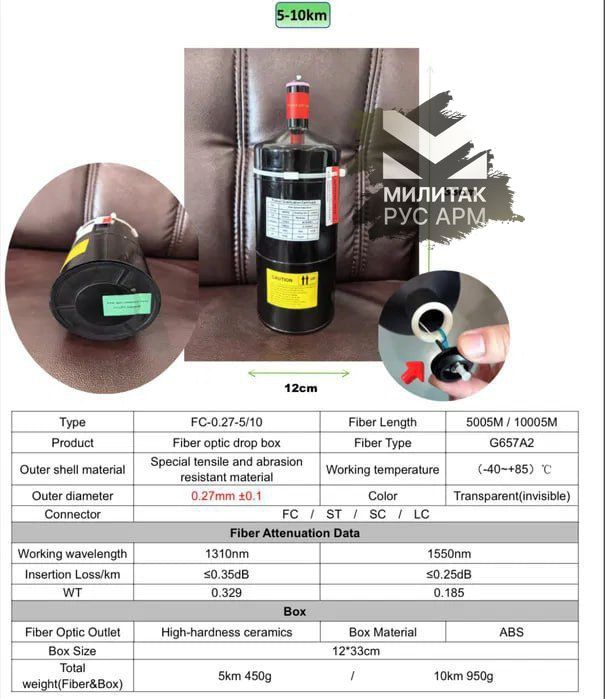 5-10km
МИЛИТАК
РУС АРМ
CAUTION
12cm
Type FC-0.27-5/10 Fiber Length 5005M / 10005M
Product Fiber optic drop box Fiber Type G657A2
Outer shell material Special tensile and abrasion resistant material Working temperature （-40~+85）℃
Outer diameter 0.27mm ±0.1 Color Transparent(invisible)
Connector FC / ST / SC / LC
Fiber Attenuation Data
Working wavelength 1310nm 1550nm
Insertion Loss/km ≤0.35dB ≤0.25dB
WT 0.329 0.185
Box
Fiber Optic Outlet High-hardness ceramics Box Material ABS
Box Size 12*33cm
Total weight(Fiber&Box) 5km 450g / 10km 950g